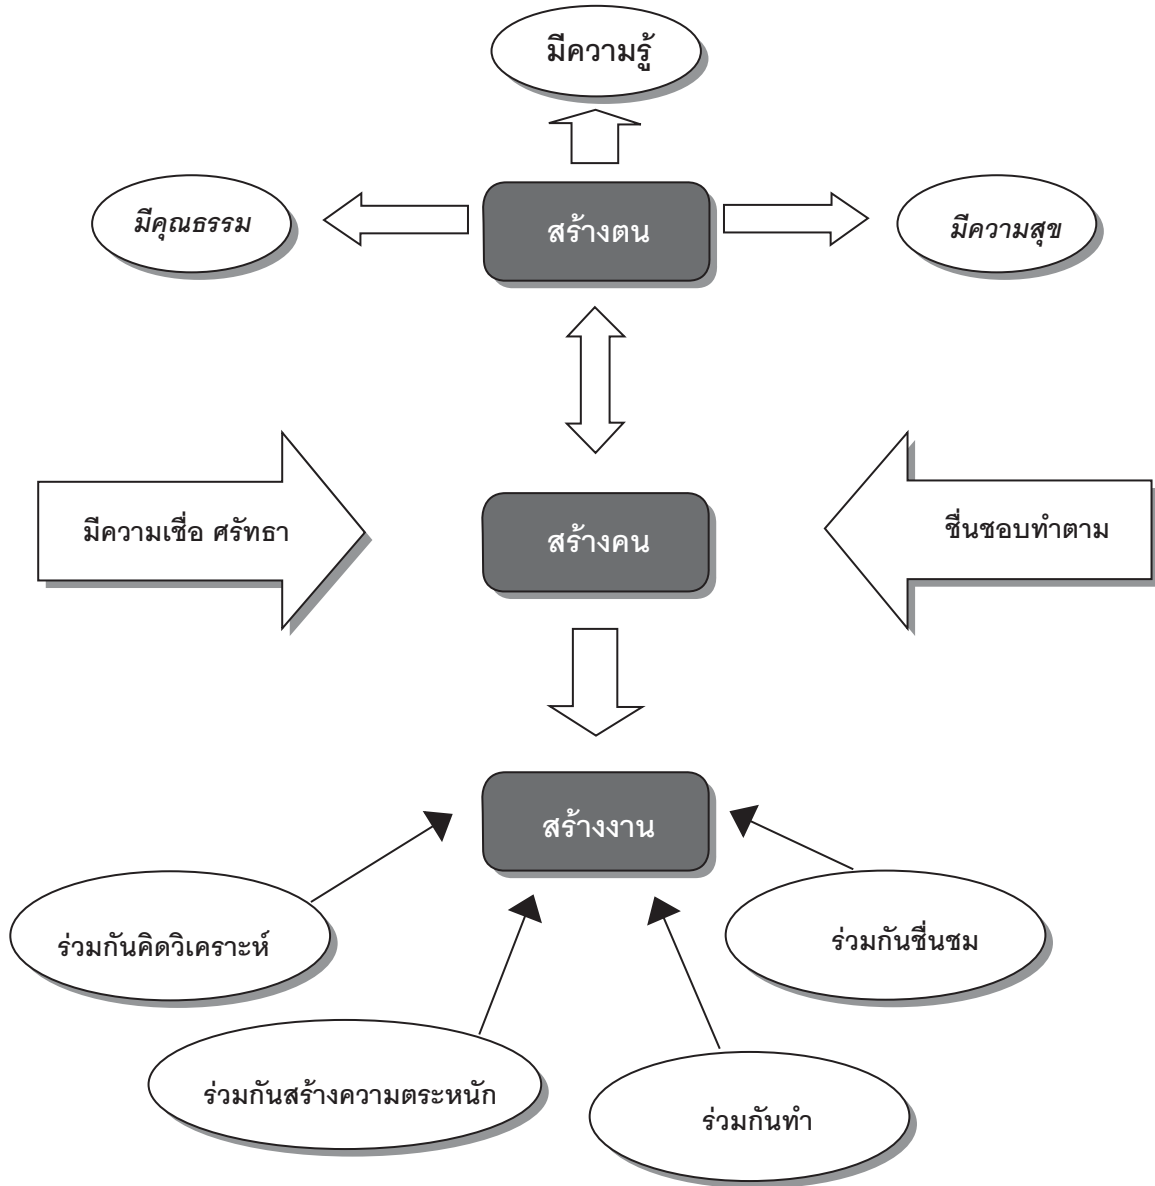 มีความรู้
มีคุณธรรม
สร้างตน
มีความสุข
มีความเชื่อ ศรัทธา
สร้างคน
ชื่นชอบทำตาม
สร้างงาน
ร่วมกันคิดวิเคราะห์
ร่วมกันชื่นชม
ร่วมกันสร้างความตระหนัก
ร่วมกันทำ